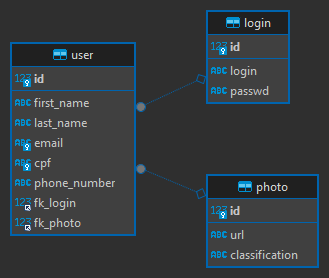 user
123 id
ABC first_name
ABC last_name
ABC email
ABC cpf
ABC phone_number
123 fk_login
123 fk_photo
login
123 id
ABC login
ABC passwd
photo
123 id
ABC url
ABC classification